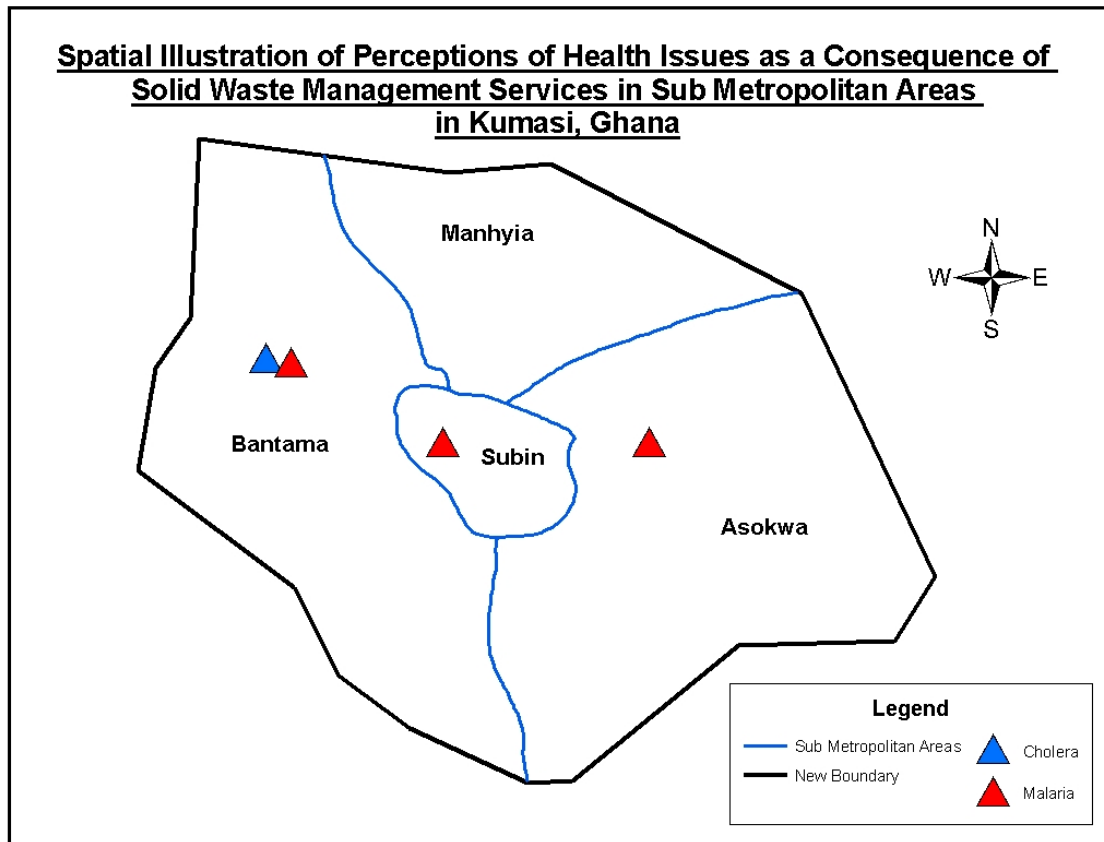 Spatial Illustration of Perceptions of Health Issues as a Consequence of
Solid Waste Management Services in Sub Metropolitan Areas
in Kumasi, Ghana
Manhyia
N
W E
S
Bantama
Subin
Asokwa
Legend
Sub Metropolitan Areas
Cholera
New Boundary
Malaria